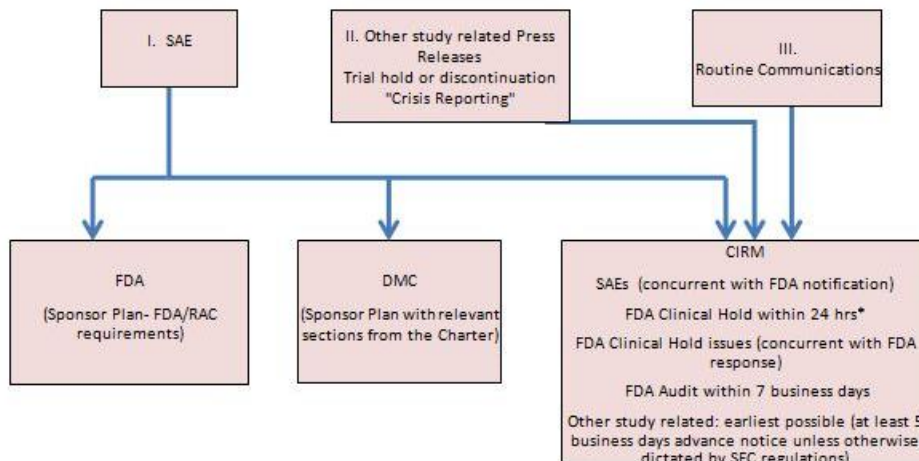 I. SAE
II. Other study related Press
Releases
Trial hold or discontinuation
"Crisis Reporting"
III.
Routine Communications
FDA
(Sponsor Plan- FDA/RAC
requirements)
DMC
(Sponsor Plan with relevant
sections from the Charter)
CIRM
SAEs (concurrent with FDA notification)
FDA Clinical Hold within 24 hrs*
FDA Clinical Hold issues (concurrent with FDA
response)
FDA Audit within 7 business days
Other study related: earliest possible (at least 5
business days advance notice unless otherwise
dictated by SEC regulations)